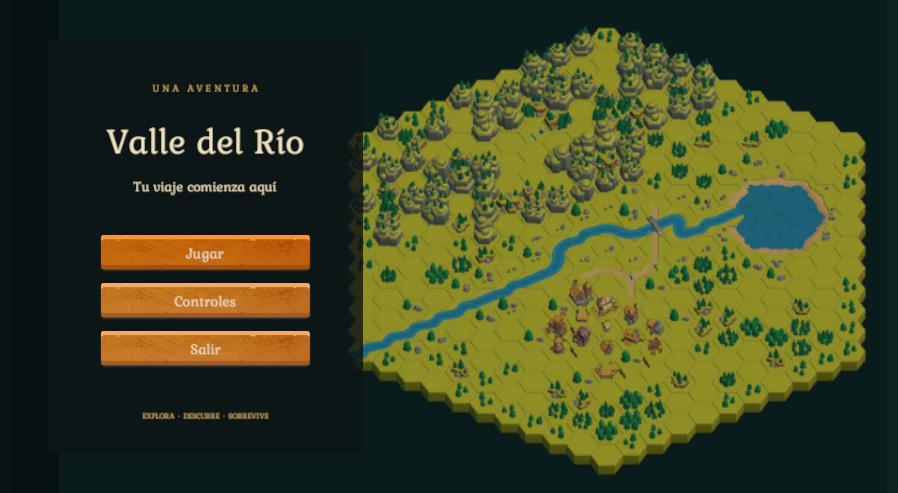 UNA AVENTURA
Valle del Río
Tu viaje comienza aquí
Jugar
Controles
Salir
EXPLORA · DESCUBRE · SOBREVIVE